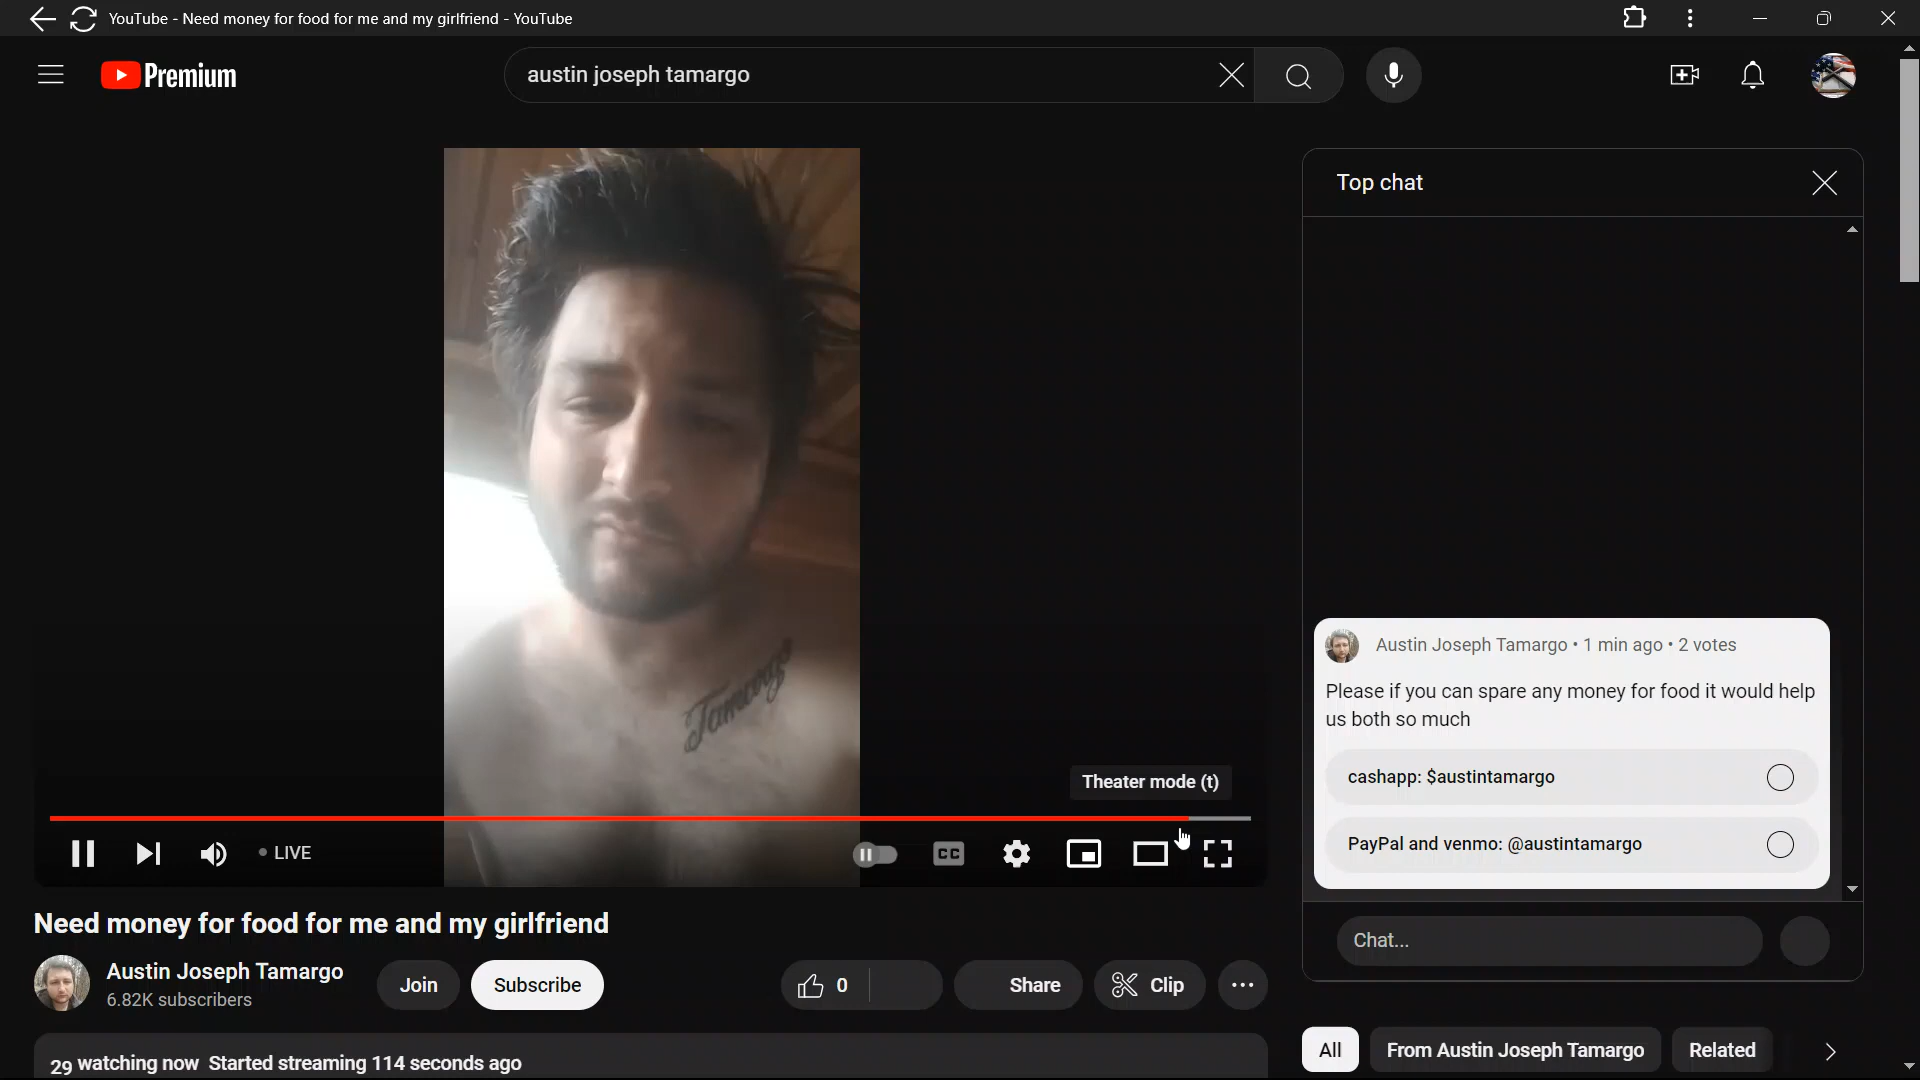 YouTube - Need money for food for me and my girlfriend - YouTube
Premium
austin joseph tamargo
Top chat
Tamargo
Austin Joseph Tamargo • 1 min ago • 2 votes
Please if you can spare any money for food it would help
us both so much
cashapp: $austintamargo
PayPal and venmo: @austintamargo
Theater mode (t)
LIVE
CC
Chat...
Need money for food for me and my girlfriend
Austin Joseph Tamargo
6.82K subscribers
Join
Subscribe
0
Share
Clip
29 watching now Started streaming 114 seconds ago
All
From Austin Joseph Tamargo
Related